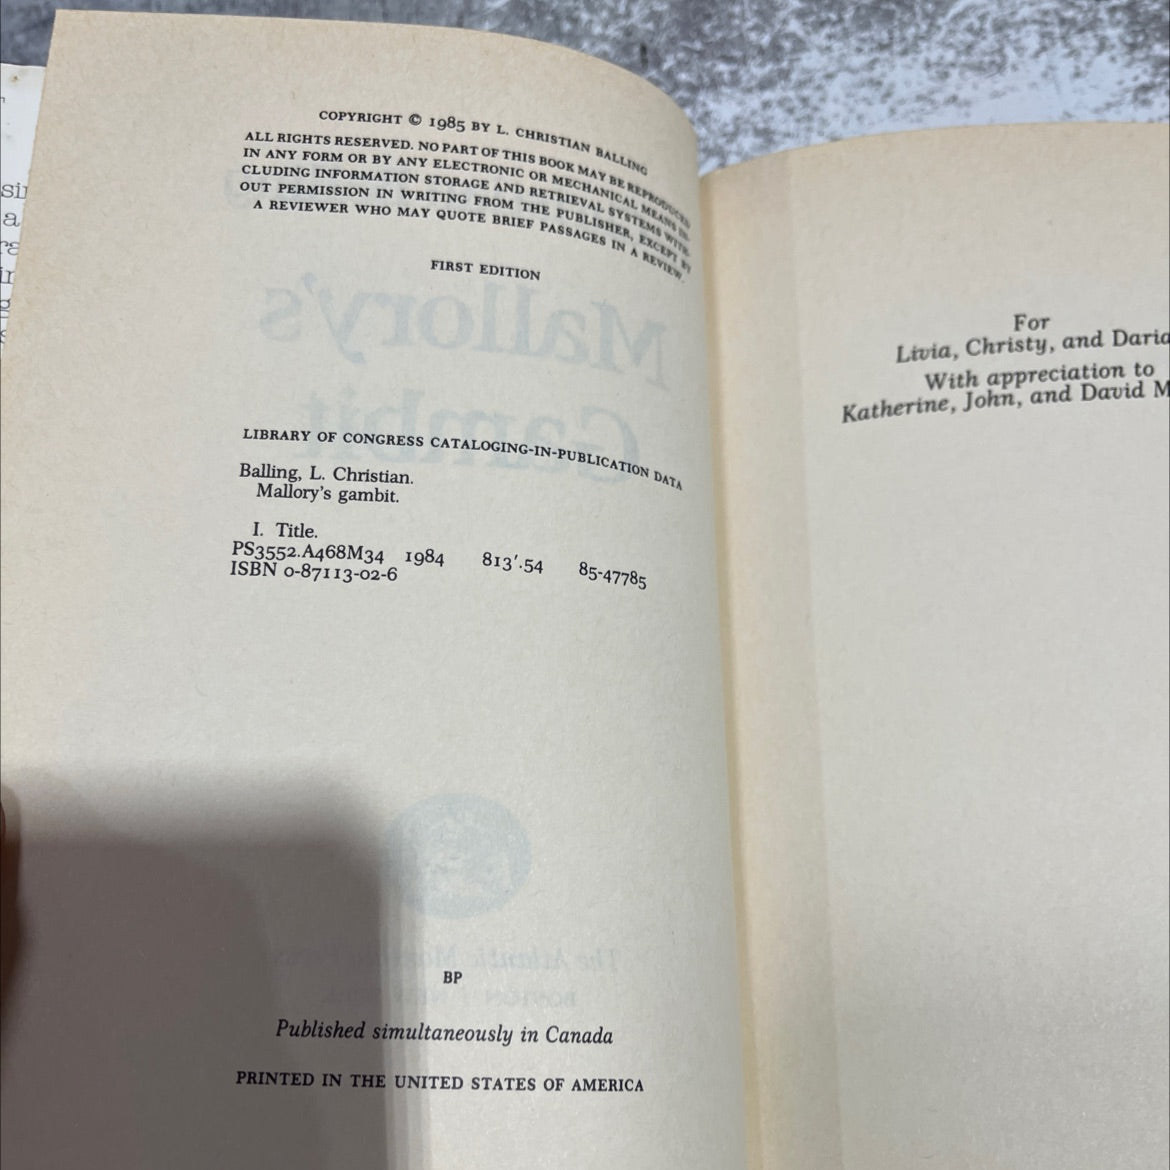 COPYRIGHT © 1985 BY L. CHRISTIAN BALLING
ALL RIGHTS RESERVED. NO PART OF THIS BOOK MAY BE REPRODUCED
IN ANY FORM OR BY ANY ELECTRONIC OR MECHANICAL MEANS IN-
CLUDING INFORMATION STORAGE AND RETRIEVAL SYSTEMS WITH-
OUT PERMISSION IN WRITING FROM THE PUBLISHER, EXCEPT BY
A REVIEWER WHO MAY QUOTE BRIEF PASSAGES IN A REVIEW.
FIRST EDITION
Mallory's
Gambit
LIBRARY OF CONGRESS CATALOGING-IN-PUBLICATION DATA
Balling, L. Christian.
Mallory's gambit.
I. Title.
PS3552.A468M34 1984 813'.54 85-47785
ISBN 0-87113-02-6
BP
Published simultaneously in Canada
PRINTED IN THE UNITED STATES OF AMERICA
For
Livia, Christy, and Daria
With appreciation to
Katherine, John, and David M